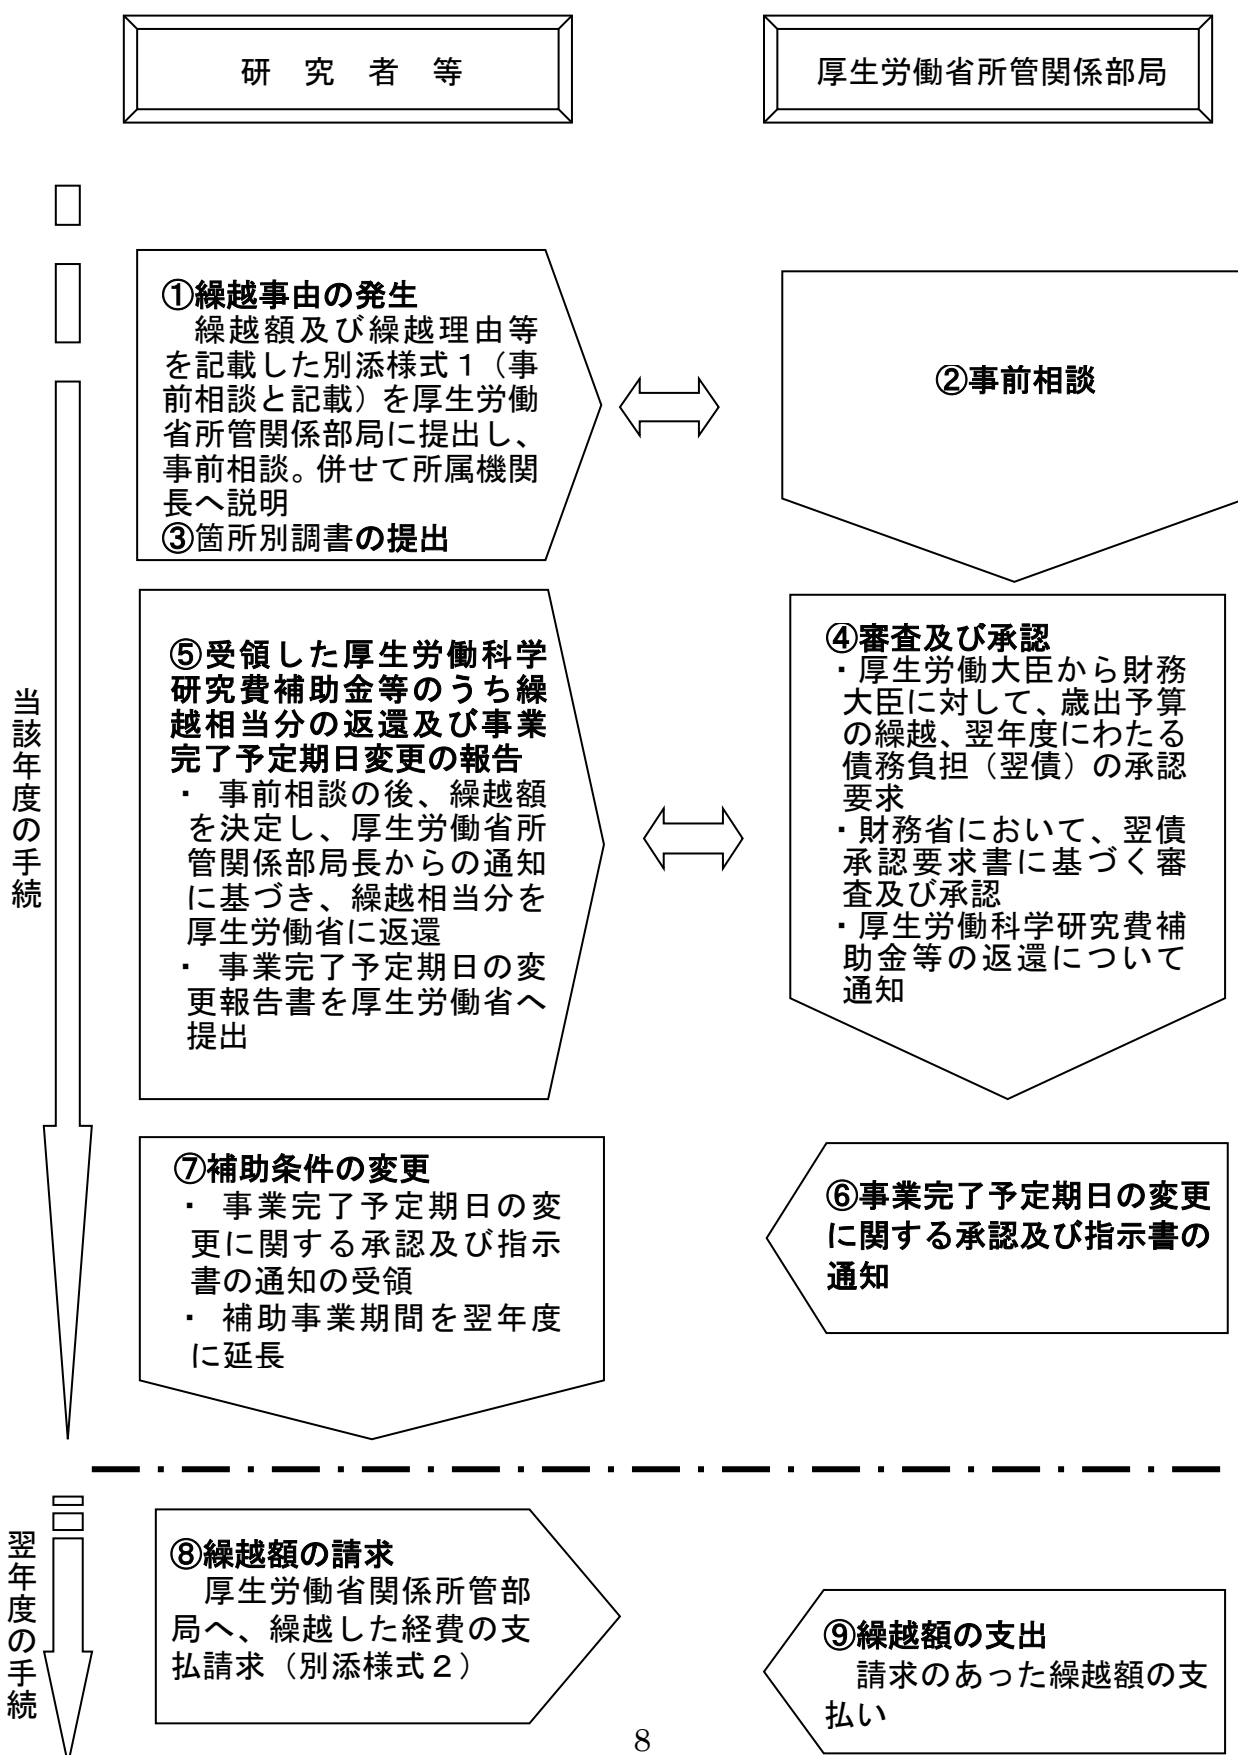 研究者等
厚生労働省所管関係部局
当該年度の手続
①繰越事由の発生
繰越額及び繰越理由等
を記載した別添様式１（事
前相談と記載）を厚生労働
省所管関係部局に提出し、
事前相談。併せて所属機関
長へ説明
③箇所別調書の提出
②事前相談
④審査及び承認
・厚生労働大臣から財務
大臣に対して、歳出予算
の繰越、翌年度にわたる
債務負担（翌債）の承認
要求
・財務省において、翌債
承認要求書に基づく審
査及び承認
・厚生労働科学研究費補
助金等の返還について
通知
⑤受領した厚生労働科学
研究費補助金等のうち繰
越相当分の返還及び事業
完了予定期日変更の報告
・ 事前相談の後、繰越額
を決定し、厚生労働省所
管関係部局長からの通知
に基づき、繰越相当分を
厚生労働省に返還
・ 事業完了予定期日の変
更報告書を厚生労働省へ
提出
⑥事業完了予定期日の変更
に関する承認及び指示書の
通知
⑦補助条件の変更
・ 事業完了予定期日の変
更に関する承認及び指示
書の通知の受領
・ 補助事業期間を翌年度
に延長
翌年度の手続
⑧繰越額の請求
厚生労働省関係所管部
局へ、繰越した経費の支
払請求（別添様式２）
⑨繰越額の支出
請求のあった繰越額の支
払い
8